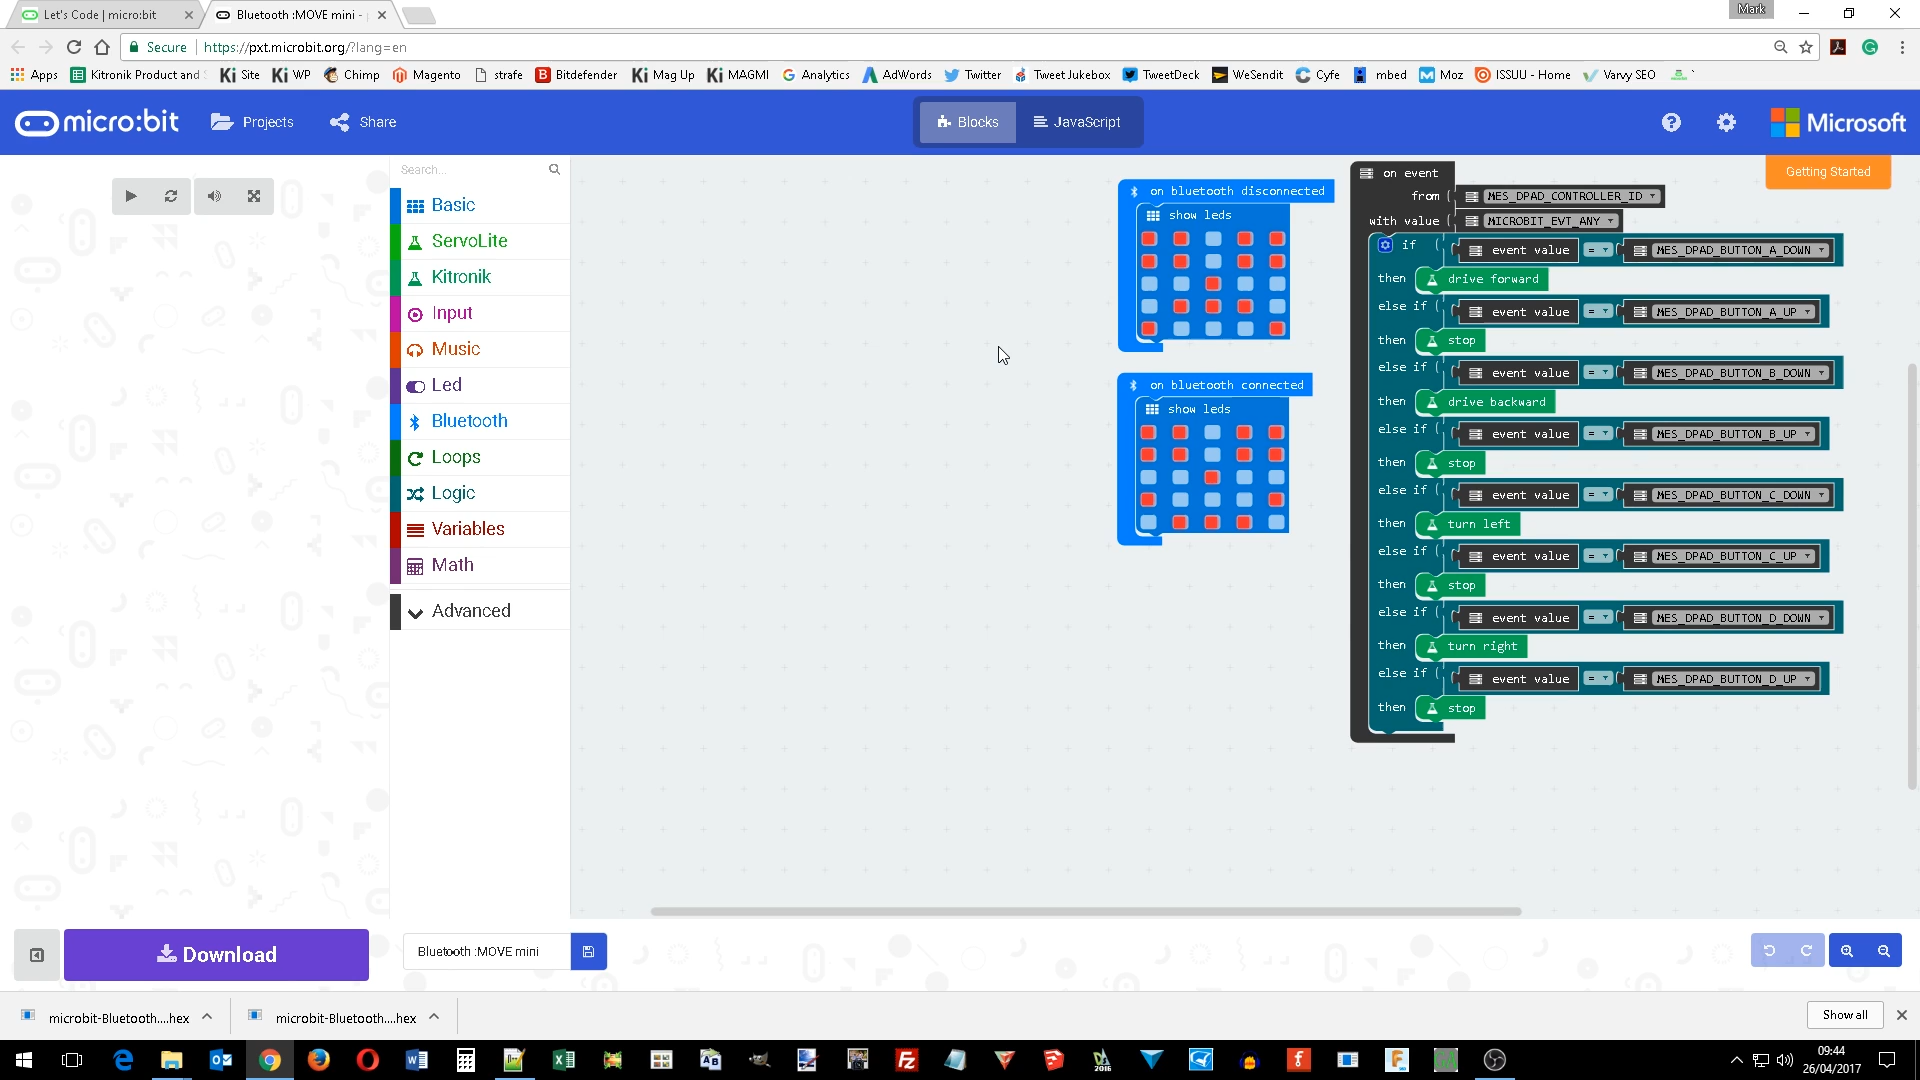 Let's Code | micro:bit
Bluetooth :MOVE mini -
Mark
Secure
https://pxt.microbit.org/?lang=en
Apps
Kitronik Product and
Ki Site
Ki WP
Chimp
Magento
strafe
B Bitdefender
Ki Mag Up
Ki MAGMI
G Analytics
AdWords
Twitter
Tweet Jukebox
TweetDeck
WeSendit
Cyfe
mbed
Moz
ISSUU - Home
Varvy SEO
micro:bit
Projects
Share
Blocks
JavaScript
Microsoft
Getting Started
Search...
Basic
ServoLite
Kitronik
Input
Music
Led
Bluetooth
Loops
Logic
Variables
Math
Advanced
on bluetooth disconnected
show leds
on bluetooth connected
show leds
on event
from ( MES_DPAD_CONTROLLER_ID
with value ( MICROBIT_EVT_ANY
if ( event value = MES_DPAD_BUTTON_A_DOWN
then drive forward
else if ( event value = MES_DPAD_BUTTON_A_UP
then stop
else if ( event value = MES_DPAD_BUTTON_B_DOWN
then drive backward
else if ( event value = MES_DPAD_BUTTON_B_UP
then stop
else if ( event value = MES_DPAD_BUTTON_C_DOWN
then turn left
else if ( event value = MES_DPAD_BUTTON_C_UP
then stop
else if ( event value = MES_DPAD_BUTTON_D_DOWN
then turn right
else if ( event value = MES_DPAD_BUTTON_D_UP
then stop
Download
Bluetooth :MOVE mini
microbit-Bluetooth....hex
microbit-Bluetooth....hex
Show all
09:44
26/04/2017